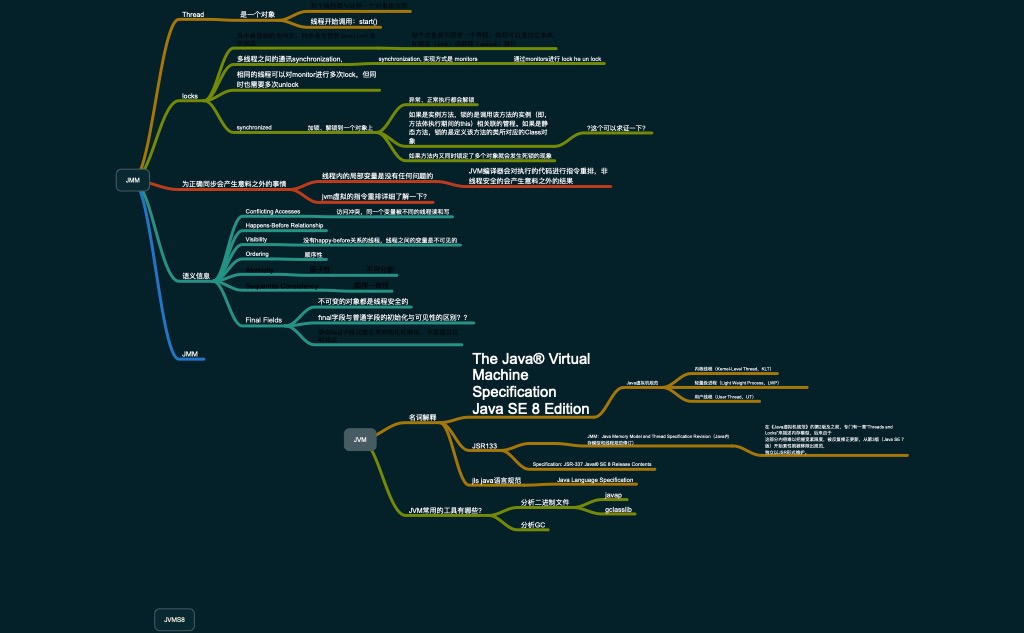 Thread
是一个对象
线程开始调用：start()
多线程之间的通讯synchronization,
synchronization, 实现方式是 monitors
通过monitors进行 lock he un lock
相同的线程可以对monitor进行多次lock，但同
时也需要多次unlock
locks
异常、正常执行都会解锁
如果是实例方法，锁的是调用该方法的实例（即，
方法体执行期间的this）相关联的管程。如果是静
态方法，锁的是定义该方法的类所对应的Class对
象
?这个可以求证一下?
synchronized
加锁、解锁到一个对象上
如果方法内又同时锁定了多个对象就会发生死锁的现象
JMM
为正确同步会产生意料之外的事情
线程内的局部变量是没有任何问题的
JVM编译器会对执行的代码进行指令重排，非
线程安全的会产生意料之外的结果
jvm虚拟的指令重排详细了解一下?
Conflicting Accesses
访问冲突，同一个变量被不同的线程读和写
Happens-Before Relationship
Visibility
没有happy-before关系的线程，线程之间的变量是不可见的
Ordering
顺序性
语义信息
Sequential Consistency
不可变的对象都是线程安全的
Final Fields
final字段与普通字段的初始化与可见性的区别？？
JMM
The Java® Virtual
Machine
Specification
Java SE 8 Edition
Java虚拟机规范
内核线程（Kernel-Level Thread，KLT）
轻量级进程（Light Weight Process，LWP）
用户线程（User Thread，UT）
名词解释
JVM
JSR133
JMM：Java Memory Model and Thread Specification Revision（Java内
存模型和线程规范修订）
在《Java虚拟机规范》的第2版及之前，专门有一章“Threads and
Locks”来描述内存模型，后来由于
这部分内容难以把握宽紧限度，被反复修正更新，从第3版（Java SE 7
版）开始索性就被移除出规范，
独立以JSR形式维护。
Specification: JSR-337 Java® SE 8 Release Contents
jls java语言规范
Java Language Specification
JVM常用的工具有哪些?
分析二进制文件
javap
gclasslib
分析GC
JVMS8